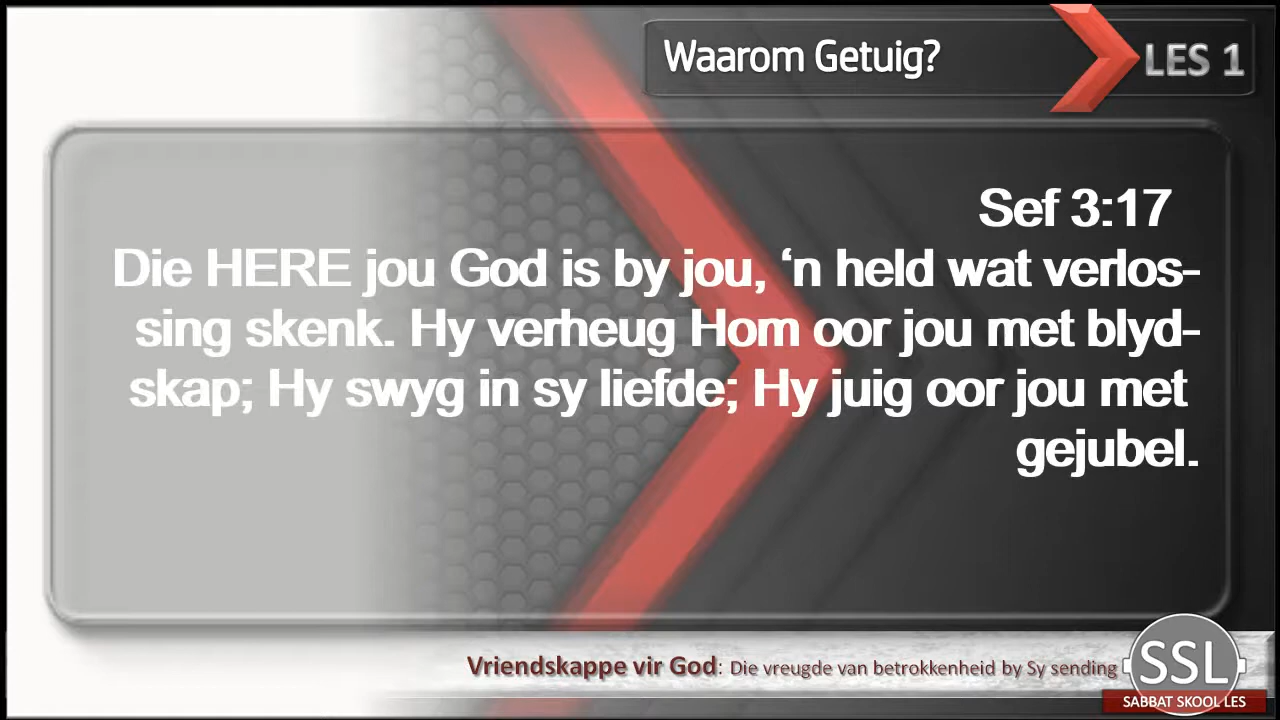 Waarom Getuig?
LES 1
Sef 3:17
Die HERE jou God is by jou, ‘n held wat verlos-
sing skenk. Hy verheug Hom oor jou met blyd-
skap; Hy swyg in sy liefde; Hy juig oor jou met
gejubel.
Vriendskappe vir God: Die vreugde van betrokkenheid by Sy sending
SSL
SABBAT SKOOL LES